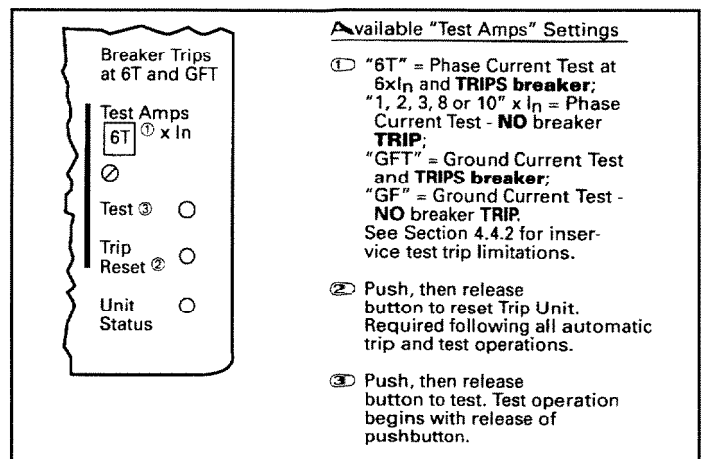 Breaker Trips
at 6T and GFT
Test Amps
6T ① x In
Test ③
Trip
Reset ②
Unit
Status
Available "Test Amps" Settings
① "6T" = Phase Current Test at
6xIn and TRIPS breaker;
"1, 2, 3, 8 or 10" x In = Phase
Current Test - NO breaker
TRIP;
"GFT" = Ground Current Test
and TRIPS breaker;
"GF" = Ground Current Test -
NO breaker TRIP.
See Section 4.4.2 for inser-
vice test trip limitations.
② Push, then release
button to reset Trip Unit.
Required following all automatic
trip and test operations.
③ Push, then release
button to test. Test operation
begins with release of
pushbutton.